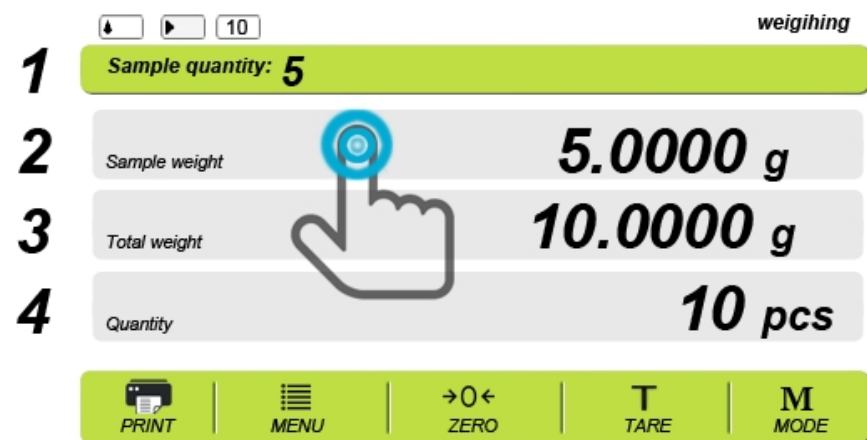 10 weigihing
1 Sample quantity: 5
2 Sample weight 5.0000 g
3 Total weight 10.0000 g
4 Quantity 10 pcs
PRINT MENU →0← ZERO T TARE M MODE